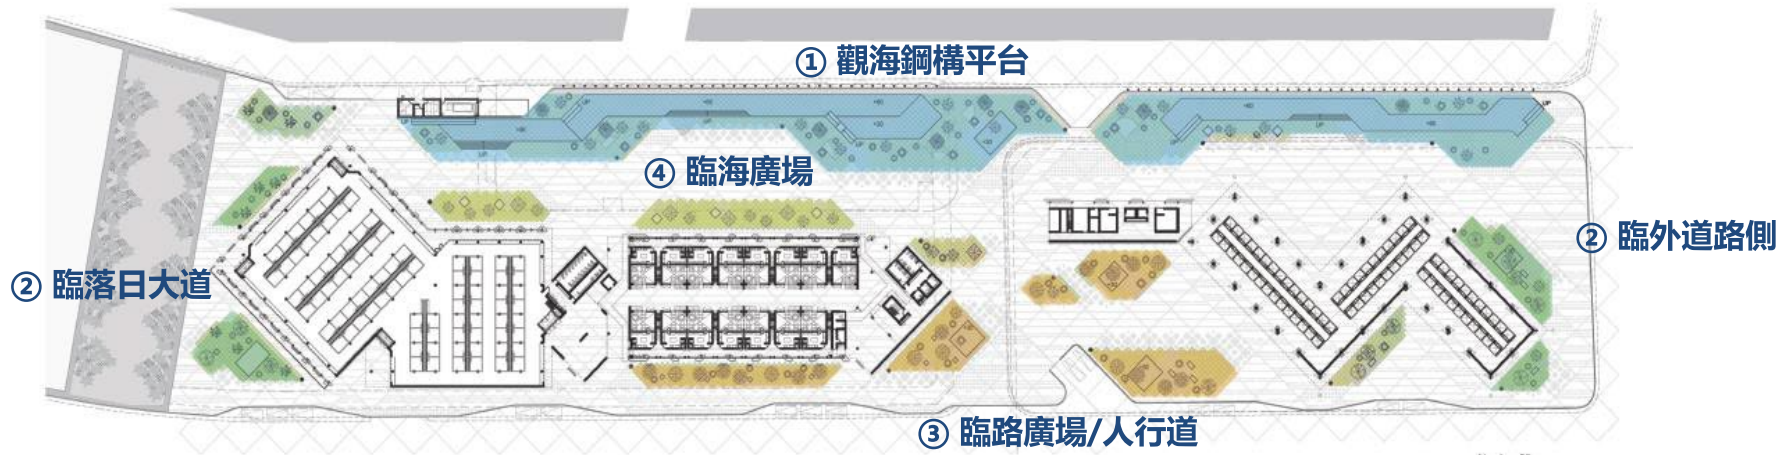 ① 觀海鋼構平台
④ 臨海廣場
② 臨外道路側
② 臨落日大道
③ 臨路廣場/人行道